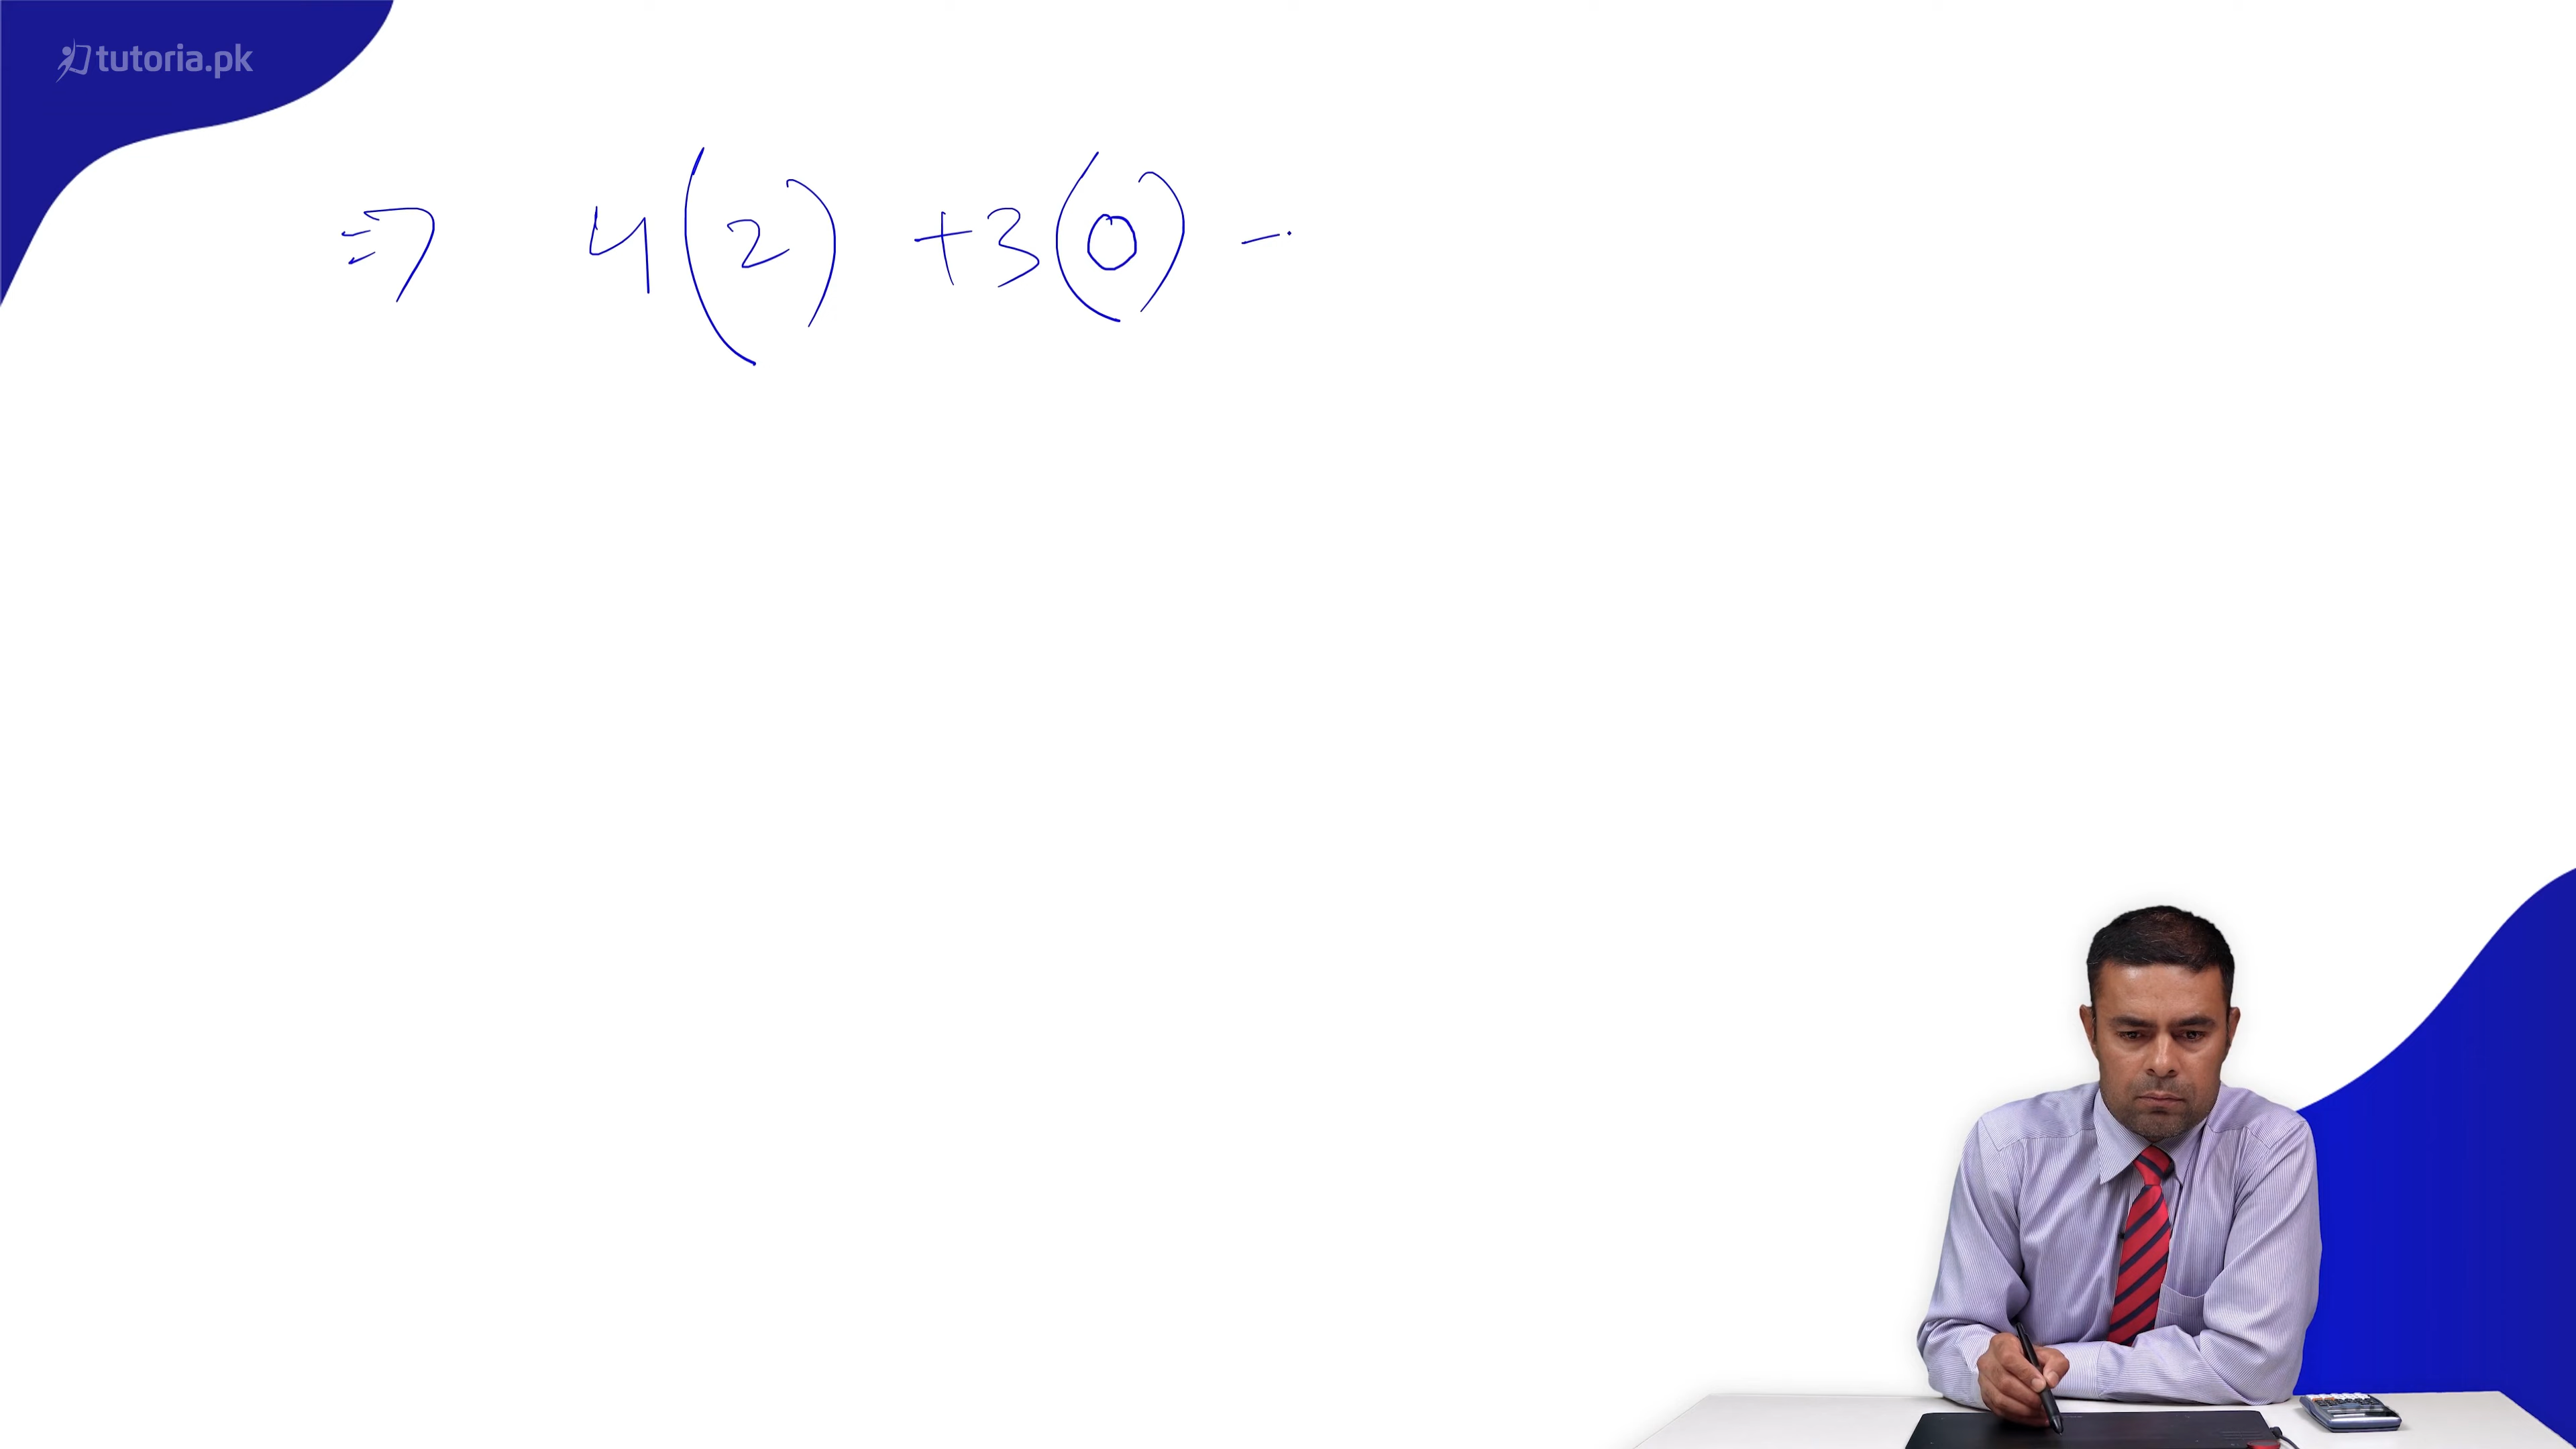 tutoria.pk
⇒ 4(2) +3(0) -